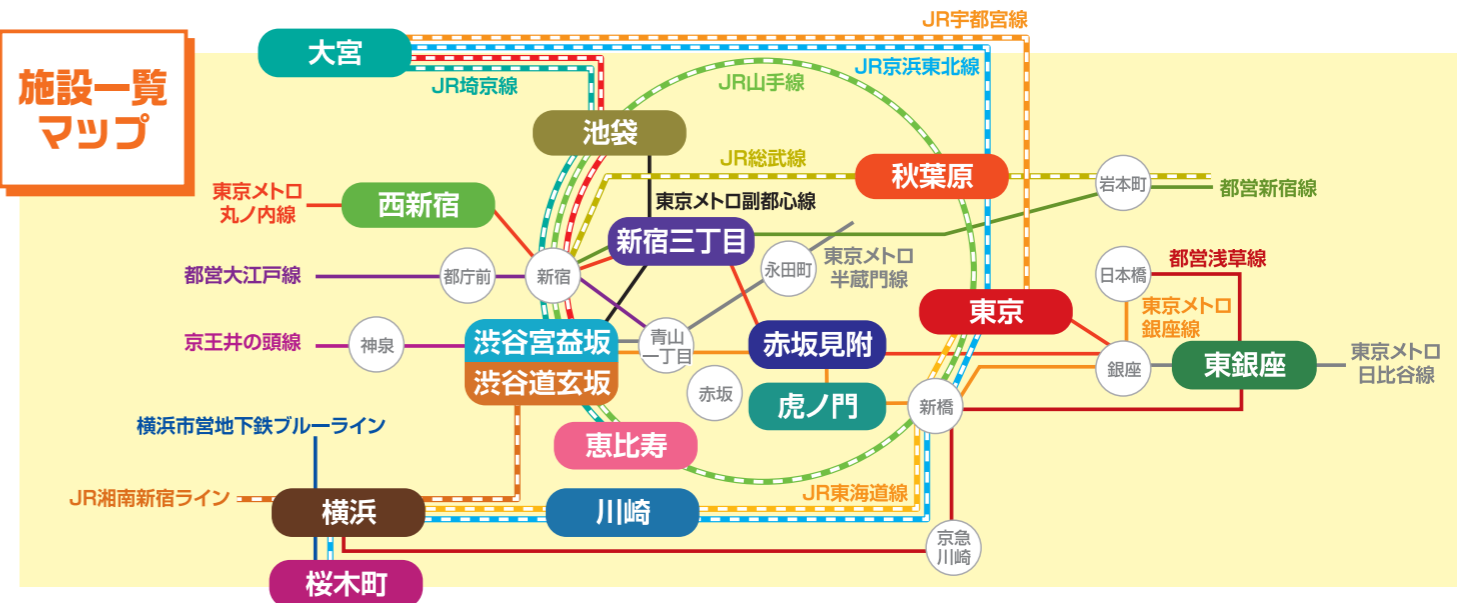 施設一覧
マップ
JR宇都宮線
大宮
JR京浜東北線
JR埼京線
JR山手線
池袋
JR総武線
秋葉原
岩本町
都営新宿線
東京メトロ
丸ノ内線
西新宿
東京メトロ副都心線
新宿三丁目
都営大江戸線
都庁前
新宿
永田町
東京メトロ
半蔵門線
日本橋
都営浅草線
東京
東京メトロ
銀座線
京王井の頭線
神泉
渋谷宮益坂
渋谷道玄坂
青山
一丁目
赤坂見附
銀座
東銀座
東京メトロ
日比谷線
赤坂
虎ノ門
新橋
横浜市営地下鉄ブルーライン
恵比寿
JR湘南新宿ライン
横浜
川崎
JR東海道線
京急
川崎
桜木町